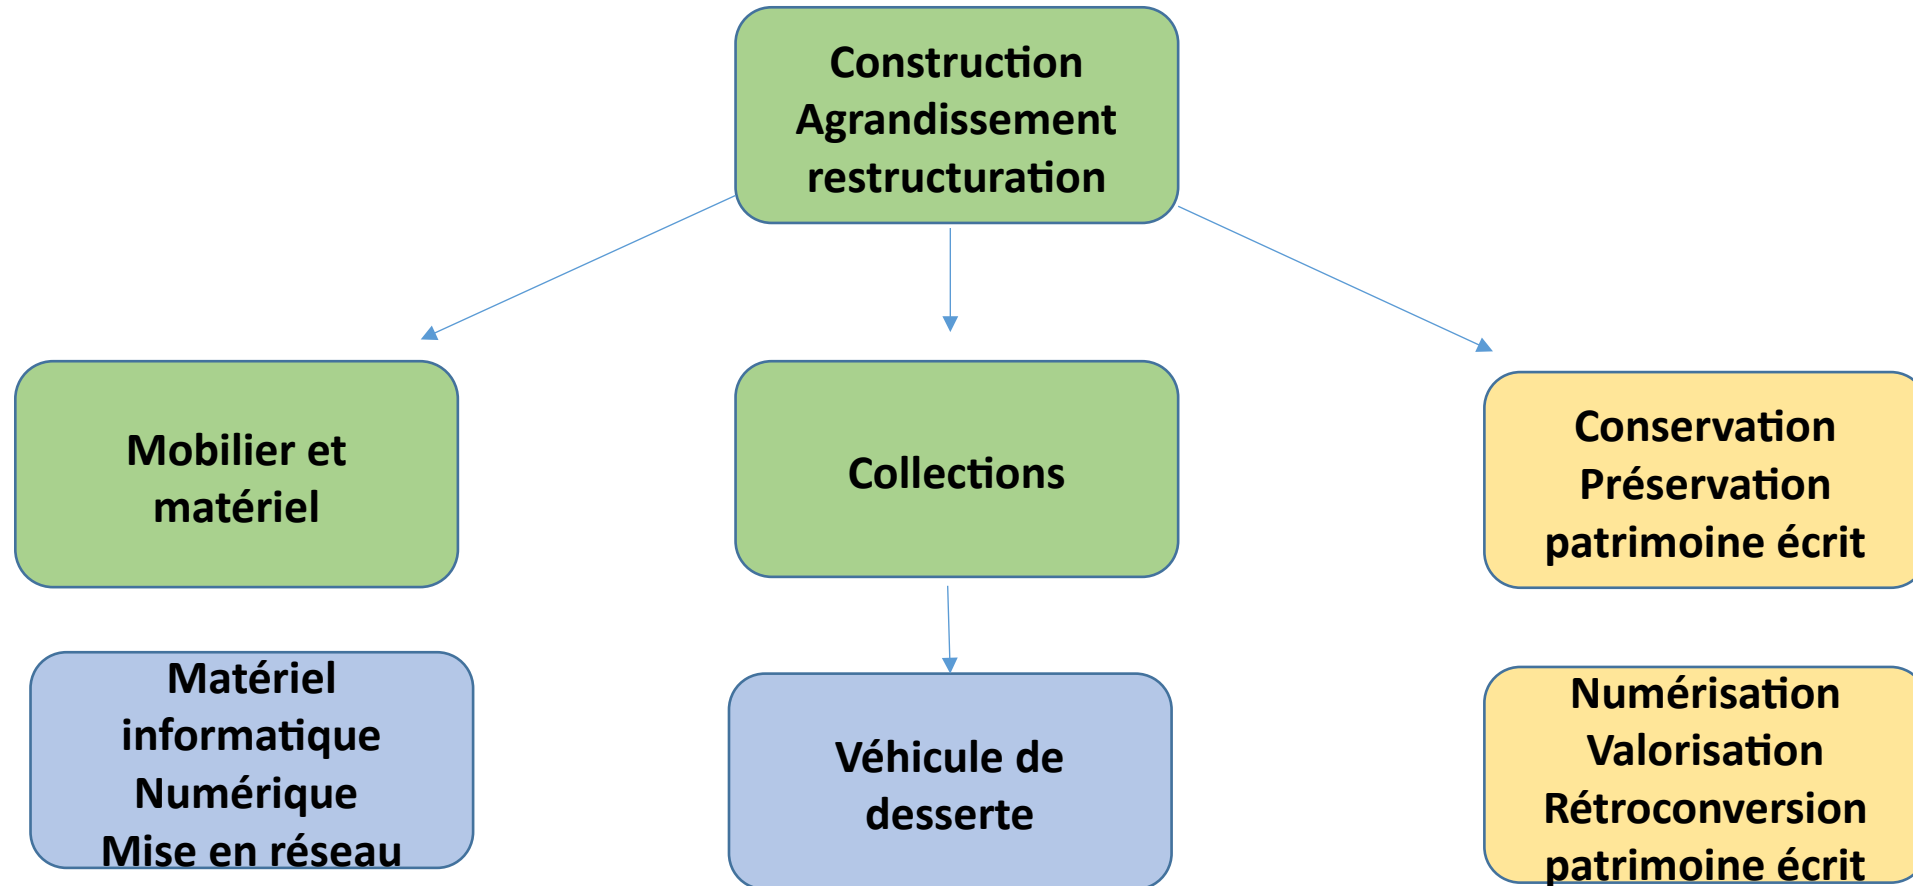 Construction
Agrandissement
restructuration
Mobilier et
matériel
Collections
Conservation
Préservation
patrimoine écrit
Matériel
informatique
Numérique
Mise en réseau
Véhicule de
desserte
Numérisation
Valorisation
Rétroconversion
patrimoine écrit